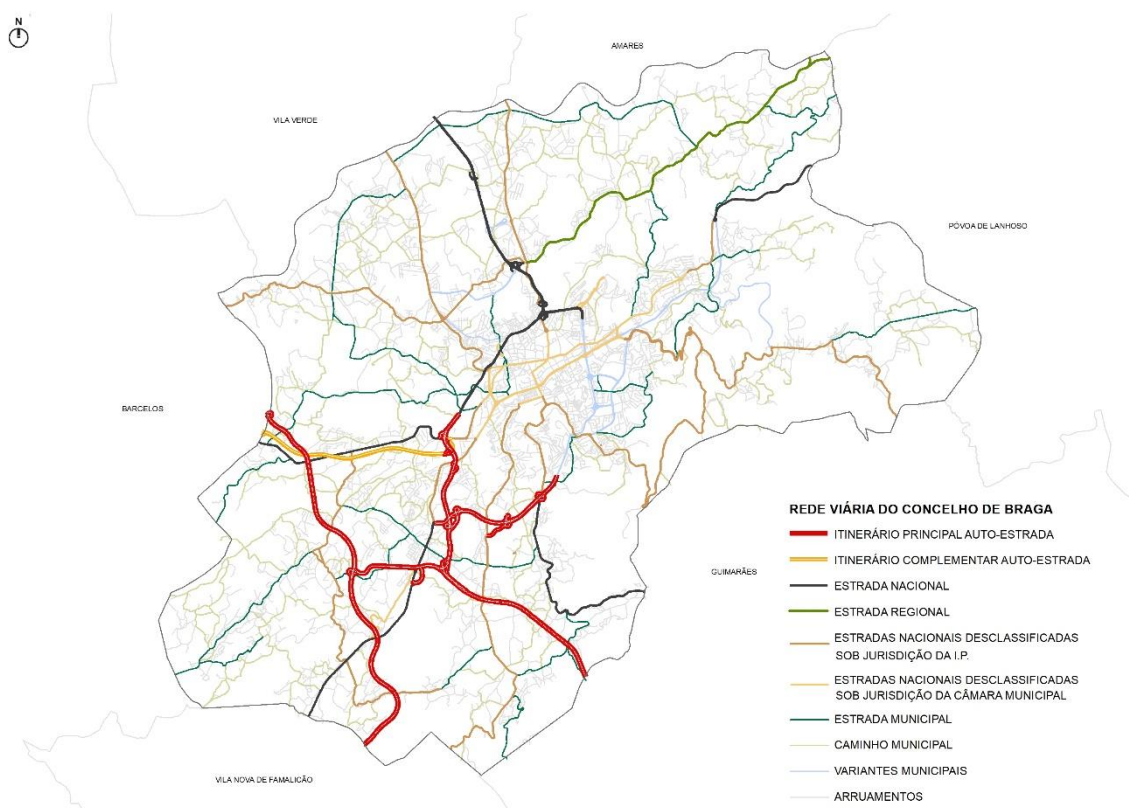 N
AMARES
VILA VERDE
PÓVOA DE LANHOSO
BARCELOS
GUIMARÃES
VILA NOVA DE FAMALICÃO
REDE VIÁRIA DO CONCELHO DE BRAGA
ITINERÁRIO PRINCIPAL AUTO-ESTRADA
ITINERÁRIO COMPLEMENTAR AUTO-ESTRADA
ESTRADA NACIONAL
ESTRADA REGIONAL
ESTRADAS NACIONAIS DESCLASSIFICADAS
SOB JURISDIÇÃO DA I.P.
ESTRADAS NACIONAIS DESCLASSIFICADAS
SOB JURISDIÇÃO DA CÂMARA MUNICIPAL
ESTRADA MUNICIPAL
CAMINHO MUNICIPAL
VARIANTES MUNICIPAIS
ARRUAMENTOS